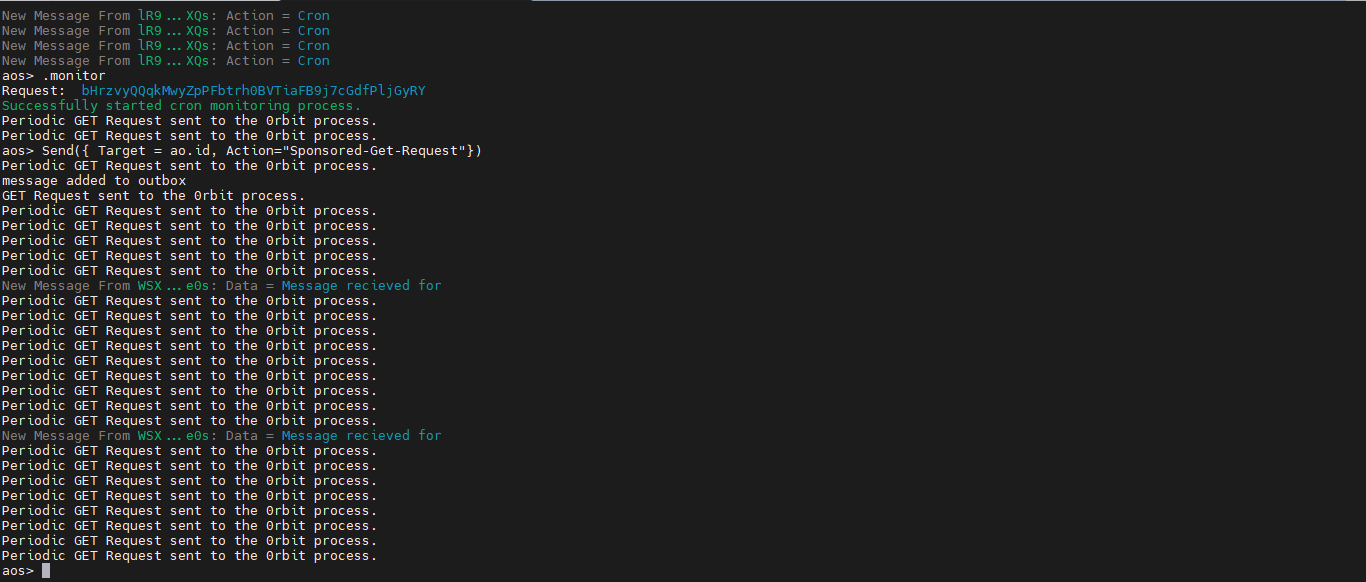 New Message From lR9...XQs: Action = Cron
New Message From lR9...XQs: Action = Cron
New Message From lR9...XQs: Action = Cron
New Message From lR9...XQs: Action = Cron
aos> .monitor
Request:  bHrzvyQQqkMwyZpPFbtrh0BVTiaFB9j7cGdfPljGyRY
Successfully started cron monitoring process.
Periodic GET Request sent to the 0rbit process.
Periodic GET Request sent to the 0rbit process.
aos> Send({ Target = ao.id, Action="Sponsored-Get-Request"})
Periodic GET Request sent to the 0rbit process.
message added to outbox
GET Request sent to the 0rbit process.
Periodic GET Request sent to the 0rbit process.
Periodic GET Request sent to the 0rbit process.
Periodic GET Request sent to the 0rbit process.
Periodic GET Request sent to the 0rbit process.
Periodic GET Request sent to the 0rbit process.
New Message From WSX...e0s: Data = Message recieved for
Periodic GET Request sent to the 0rbit process.
Periodic GET Request sent to the 0rbit process.
Periodic GET Request sent to the 0rbit process.
Periodic GET Request sent to the 0rbit process.
Periodic GET Request sent to the 0rbit process.
Periodic GET Request sent to the 0rbit process.
Periodic GET Request sent to the 0rbit process.
Periodic GET Request sent to the 0rbit process.
Periodic GET Request sent to the 0rbit process.
New Message From WSX...e0s: Data = Message recieved for
Periodic GET Request sent to the 0rbit process.
Periodic GET Request sent to the 0rbit process.
Periodic GET Request sent to the 0rbit process.
Periodic GET Request sent to the 0rbit process.
Periodic GET Request sent to the 0rbit process.
Periodic GET Request sent to the 0rbit process.
Periodic GET Request sent to the 0rbit process.
Periodic GET Request sent to the 0rbit process.
aos>